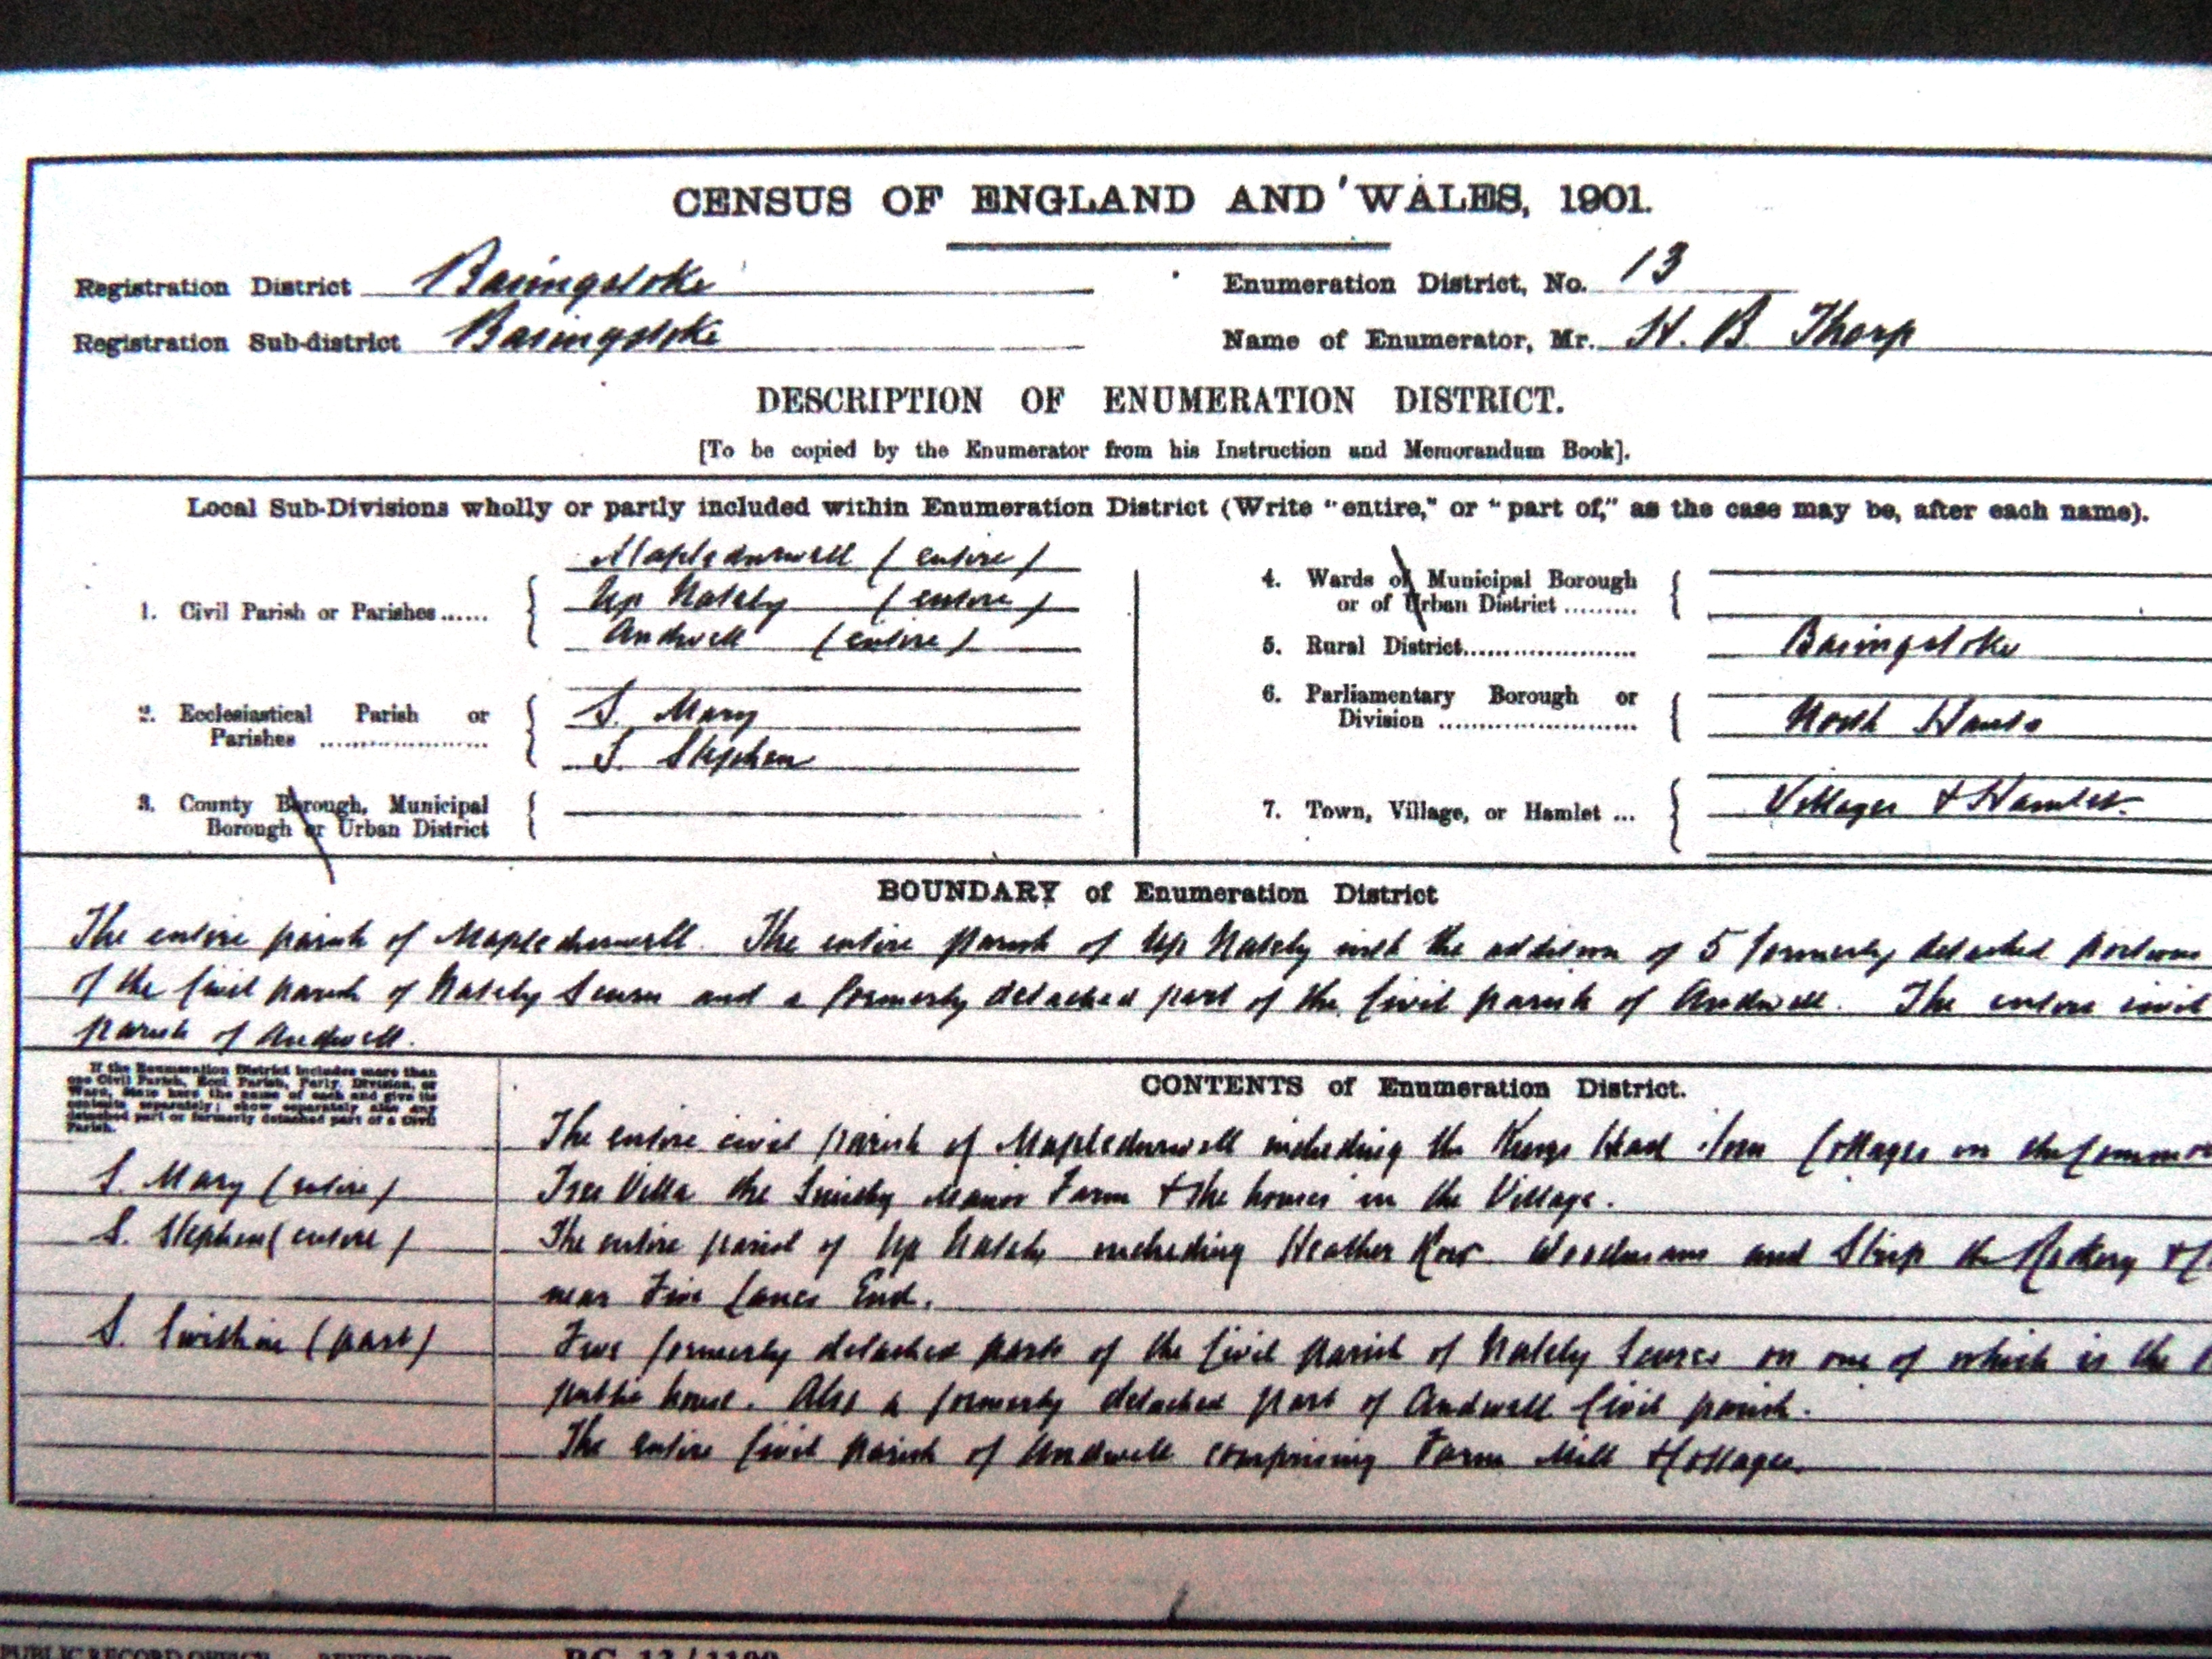 CENSUS OF ENGLAND AND WALES, 1901.
Registration District Basingstoke Enumeration District, No. 13
Registration Sub-district Basingstoke Name of Enumerator, Mr. H. B. Thorp
DESCRIPTION OF ENUMERATION DISTRICT.
[To be copied by the Enumerator from his Instruction and Memorandum Book].
Local Sub-Divisions wholly or partly included within Enumeration District (Write "entire," or "part of," as the case may be, after each name).
1. Civil Parish or Parishes......
Mapledurwell (entire)
Up Nately (entire)
Andwell (entire)
2. Ecclesiastical Parish or
Parishes ........................
S. Mary
S. Stephen
3. County Borough, Municipal
Borough or Urban District
4. Wards of Municipal Borough
or of Urban District .........
5. Rural District........................ Basingstoke
6. Parliamentary Borough or
Division ............................ North Hants
7. Town, Village, or Hamlet ... Villages & Hamlets
BOUNDARY of Enumeration District
The entire parish of Mapledurwell. The entire parish of Up Nately with the addition of 5 formerly detached portions
of the Civil parish of Nately Scures and a formerly detached part of the Civil parish of Andwell. The entire civil
parish of Andwell.
If the Enumeration District includes more than
one Civil Parish, Eccl. Parish, Parly. Division, or
Ward, State here the name of each and give its
contents separately; show separately also any
detached part or formerly detached part of a Civil
Parish.
CONTENTS of Enumeration District.
The entire civil parish of Mapledurwell including the Kings Head Cottages on the Common
S. Mary (entire) Villa the Smithy Manor Farm & the houses in the Village.
S. Stephen (entire) The entire parish of Up Nately including Heather Row and the &
near Five Lanes End.
S. Swithin (part) Five formerly detached parts of the Civil parish of Nately Scures on one of which is the
public house. Also a formerly detached part of Andwell Civil parish.
The entire Civil parish of Andwell comprising Farm Mill & Cottages.
PUBLIC RECORD OFFICE REFERENCE RG 13/1109